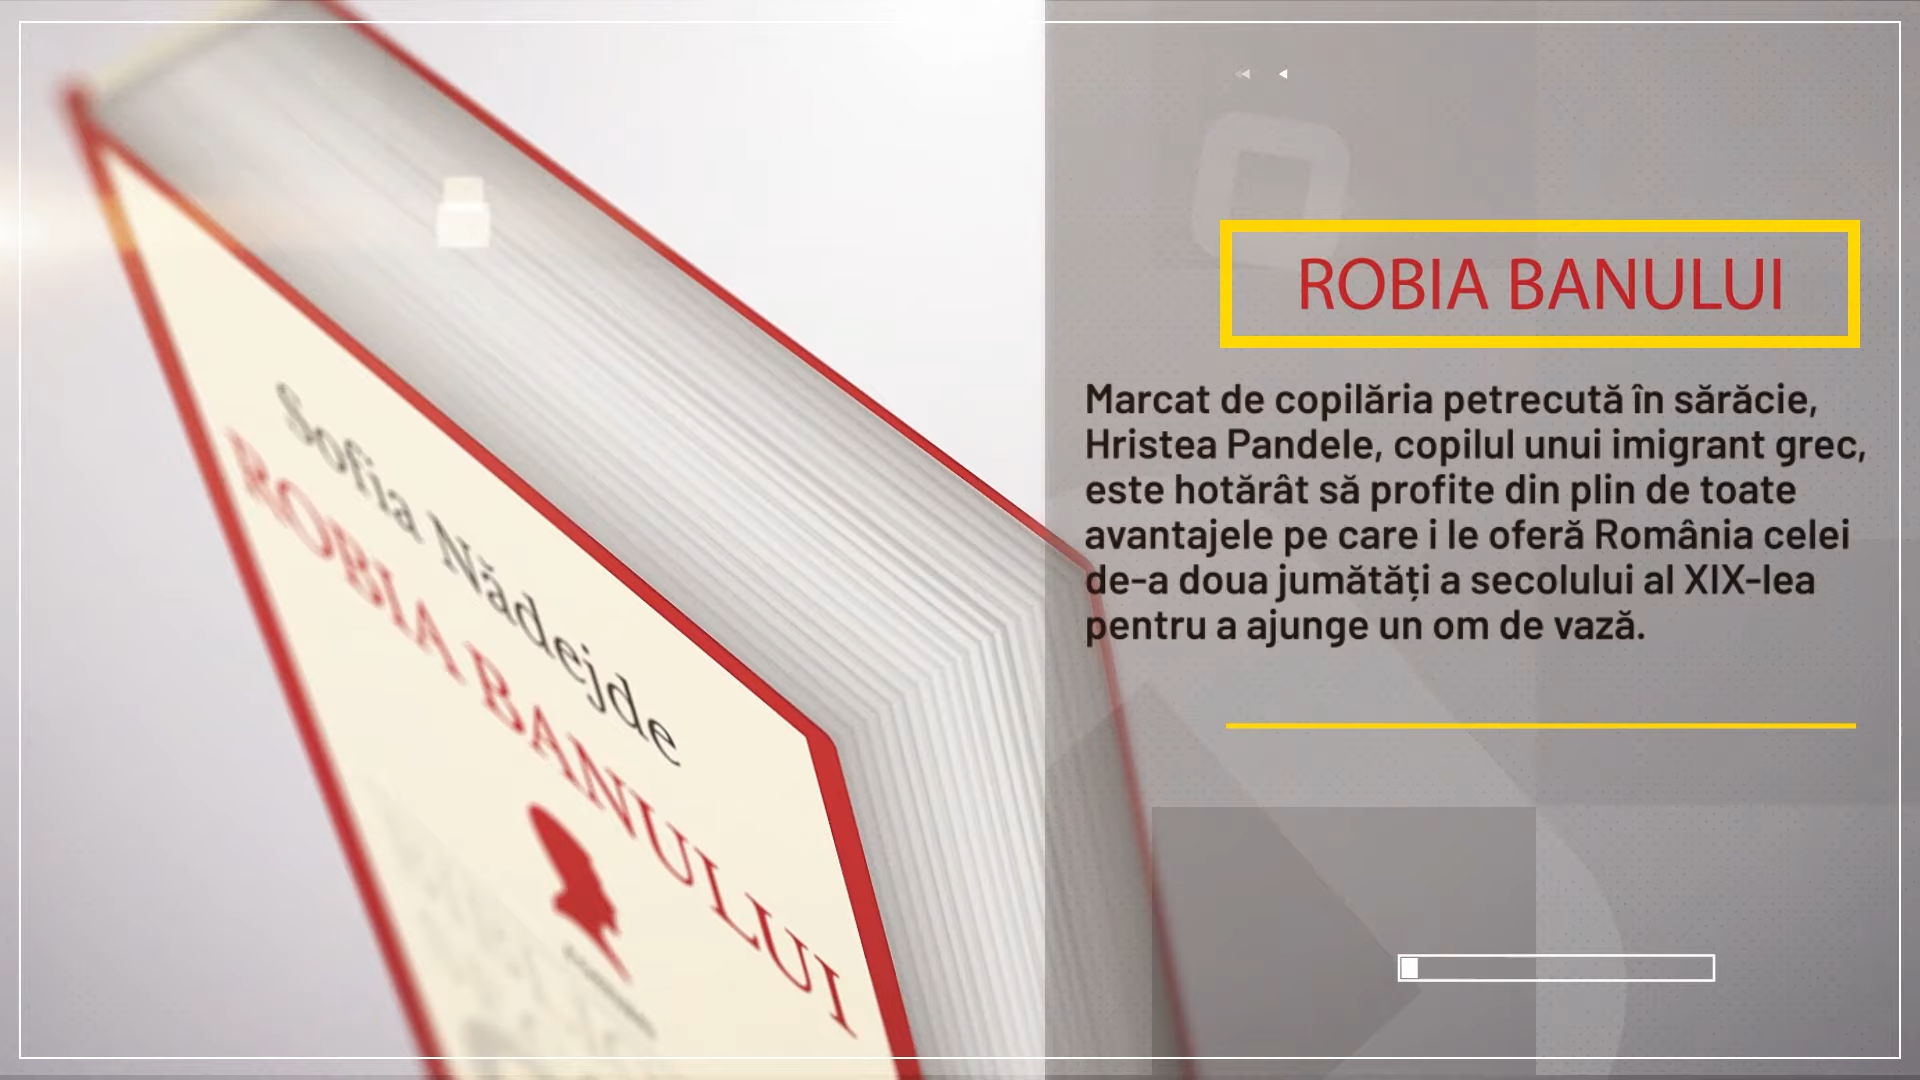 Sofia Nădejde
ROBIA BANULUI
ROBIA BANULUI
Marcat de copilăria petrecută în sărăcie,
Hristea Pandele, copilul unui imigrant grec,
este hotărât să profite din plin de toate
avantajele pe care i le oferă România celei
de-a doua jumătăți a secolului al XIX-lea
pentru a ajunge un om de vază.